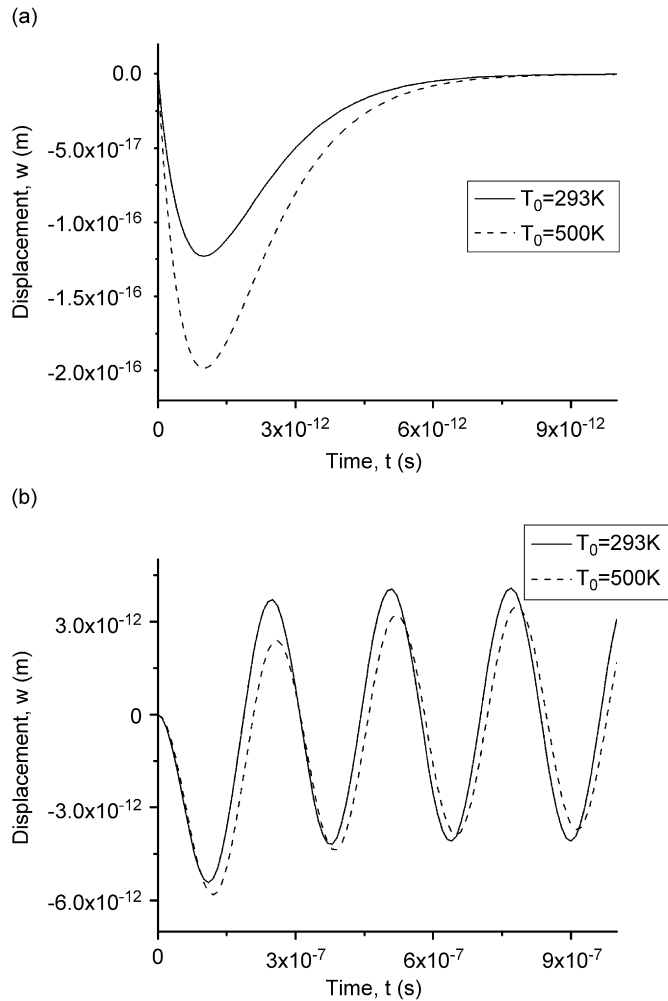 (a)
0.0
-5.0x10⁻¹⁷
-1.0x10⁻¹⁶
-1.5x10⁻¹⁶
-2.0x10⁻¹⁶
Displacement, w (m)
T₀=293K
T₀=500K
0
3x10⁻¹²
6x10⁻¹²
9x10⁻¹²
Time, t (s)
(b)
T₀=293K
T₀=500K
3.0x10⁻¹²
0
-3.0x10⁻¹²
-6.0x10⁻¹²
Displacement, w (m)
0
3x10⁻⁷
6x10⁻⁷
9x10⁻⁷
Time, t (s)